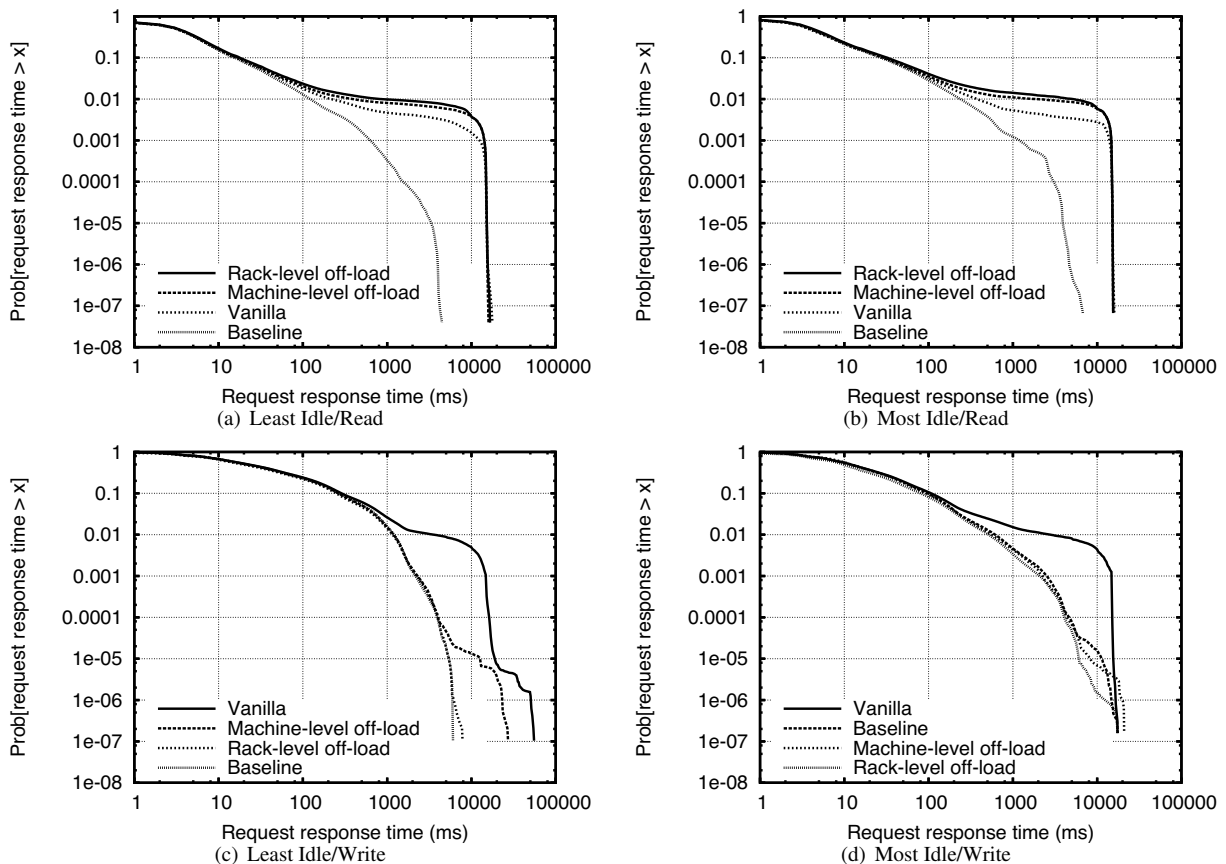 Prob[request response time > x]
1
0.1
0.01
0.001
0.0001
1e-05
1e-06
1e-07
1e-08
Rack-level off-load
Machine-level off-load
Vanilla
Baseline
1 10 100 1000 10000 100000
Request response time (ms)
(a) Least Idle/Read
Prob[request response time > x]
1
0.1
0.01
0.001
0.0001
1e-05
1e-06
1e-07
1e-08
Rack-level off-load
Machine-level off-load
Vanilla
Baseline
1 10 100 1000 10000 100000
Request response time (ms)
(b) Most Idle/Read
Prob[request response time > x]
1
0.1
0.01
0.001
0.0001
1e-05
1e-06
1e-07
1e-08
Vanilla
Machine-level off-load
Rack-level off-load
Baseline
1 10 100 1000 10000 100000
Request response time (ms)
(c) Least Idle/Write
Prob[request response time > x]
1
0.1
0.01
0.001
0.0001
1e-05
1e-06
1e-07
1e-08
Vanilla
Baseline
Machine-level off-load
Rack-level off-load
1 10 100 1000 10000 100000
Request response time (ms)
(d) Most Idle/Write